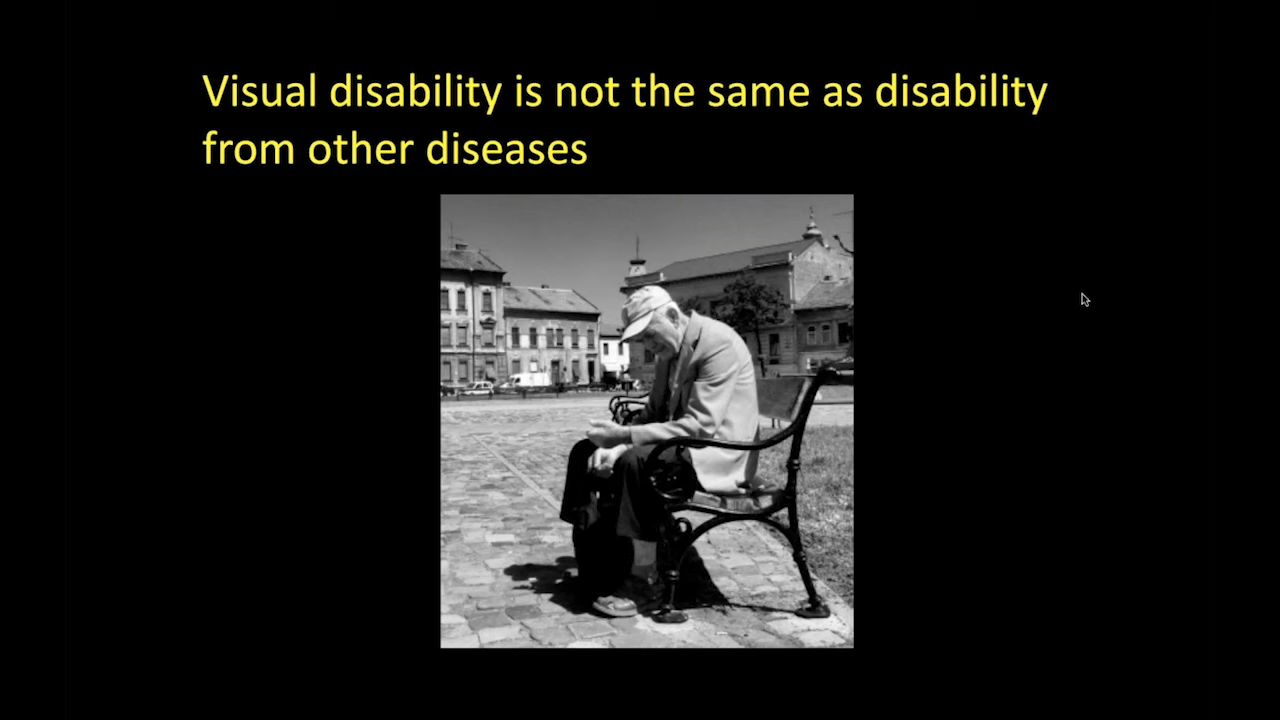 Visual disability is not the same as disability
from other diseases